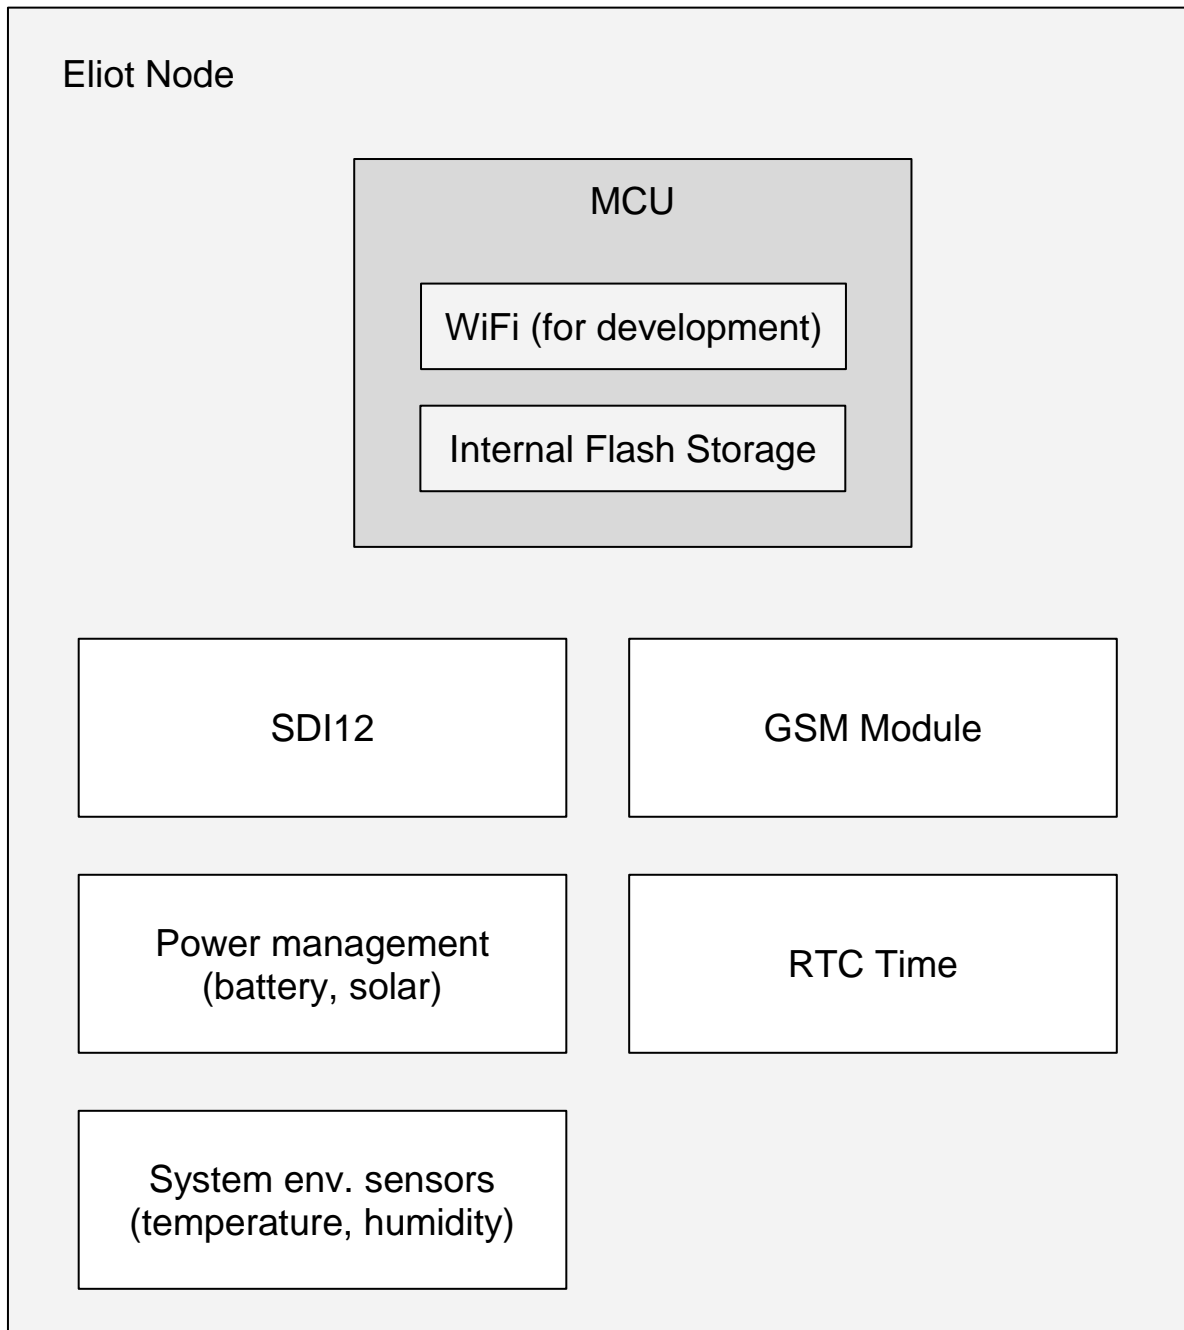 Eliot Node
MCU
WiFi (for development)
Internal Flash Storage
SDI12
GSM Module
Power management
(battery, solar)
RTC Time
System env. sensors
(temperature, humidity)